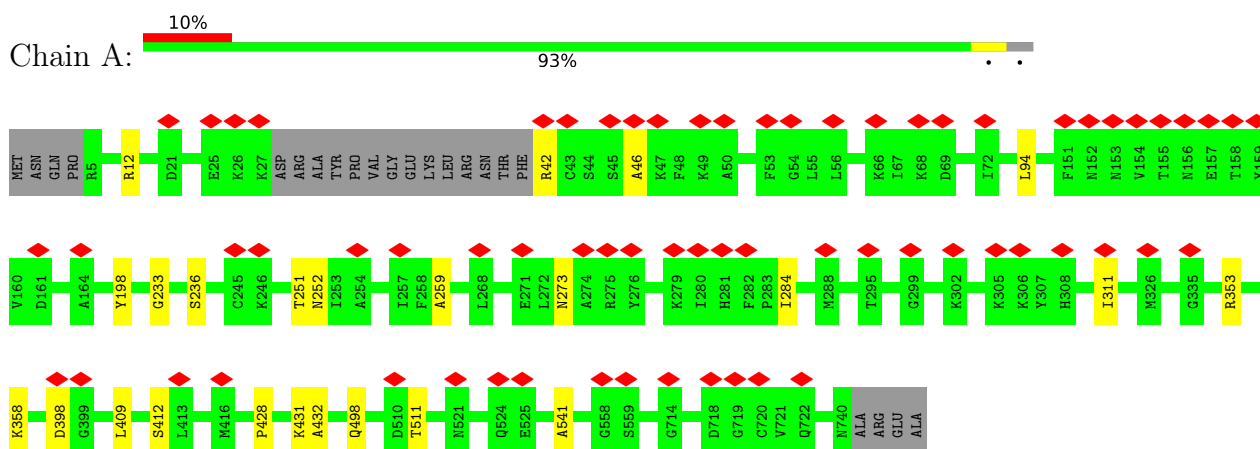 10%
Chain A:
93%
• •
MET ASN GLN PRO R5 R12 D21 E25 K26 K27 ASP ARG ALA TYR PRO VAL GLY GLU LYS LEU ARG ASN THR PHE R42 C43 S44 S45 A46 K47 F48 K49 A50 F53 G54 L55 L56 K66 I67 K68 D69 I72 L94 F151 N152 N153 V154 T155 N156 E157 T158 Y159
V160 D161 A164 Y198 G233 S236 C245 K246 T251 N252 I253 A254 I257 F258 A259 L268 E271 L272 N273 A274 R275 Y276 K279 I280 H281 F282 P283 I284 M288 T295 G299 K302 K305 K306 Y307 H308 I311 M326 G335 R353
K358 D398 G399 L409 S412 L413 M416 P428 K431 A432 Q498 D510 T511 N521 Q524 E525 A541 G558 S559 G714 D718 G719 C720 V721 Q722 N740 ALA ARG GLU ALA